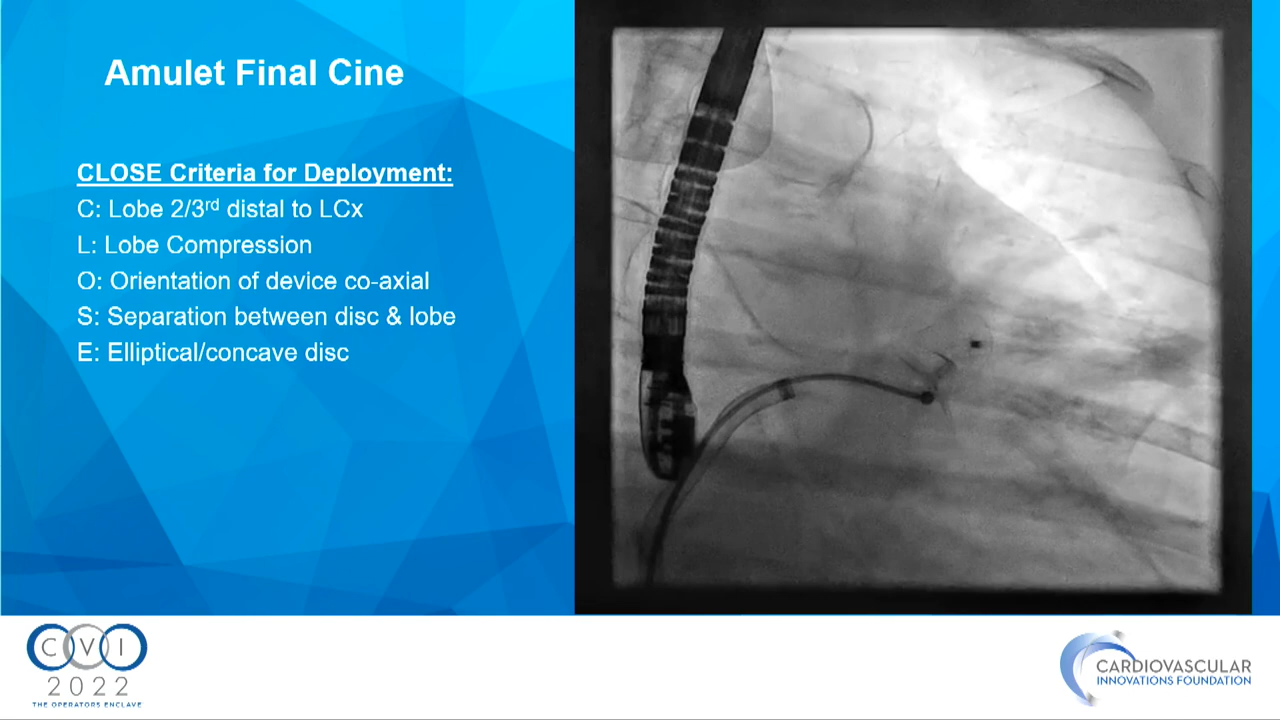 Amulet Final Cine
CLOSE Criteria for Deployment:
C: Lobe 2/3rd distal to LCx
L: Lobe Compression
O: Orientation of device co-axial
S: Separation between disc & lobe
E: Elliptical/concave disc
CVI
2022
THE OPERATORS ENCLAVE
CARDIOVASCULAR
INNOVATIONS FOUNDATION